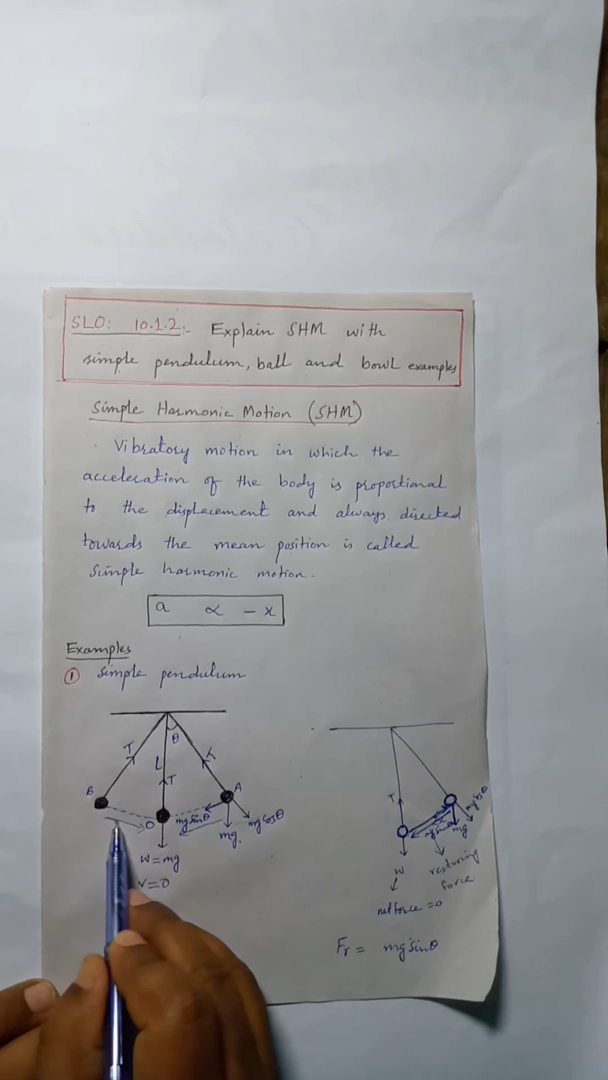 SLO: 10.1.2:- Explain SHM with
simple pendulum, ball and bowl examples
Simple Harmonic Motion (SHM)
Vibratory motion in which the
acceleration of the body is proportional
to the displacement and always directed
towards the mean position is called
simple harmonic motion.
a ∝ -x
Examples
① simple pendulum
θ
T
L
T
T
B
A
O
mg sinθ
mg cosθ
mg
w = mg
v = 0
T
mg cosθ
mg
w
restoring
force
net force = 0
Fr = mg sinθ